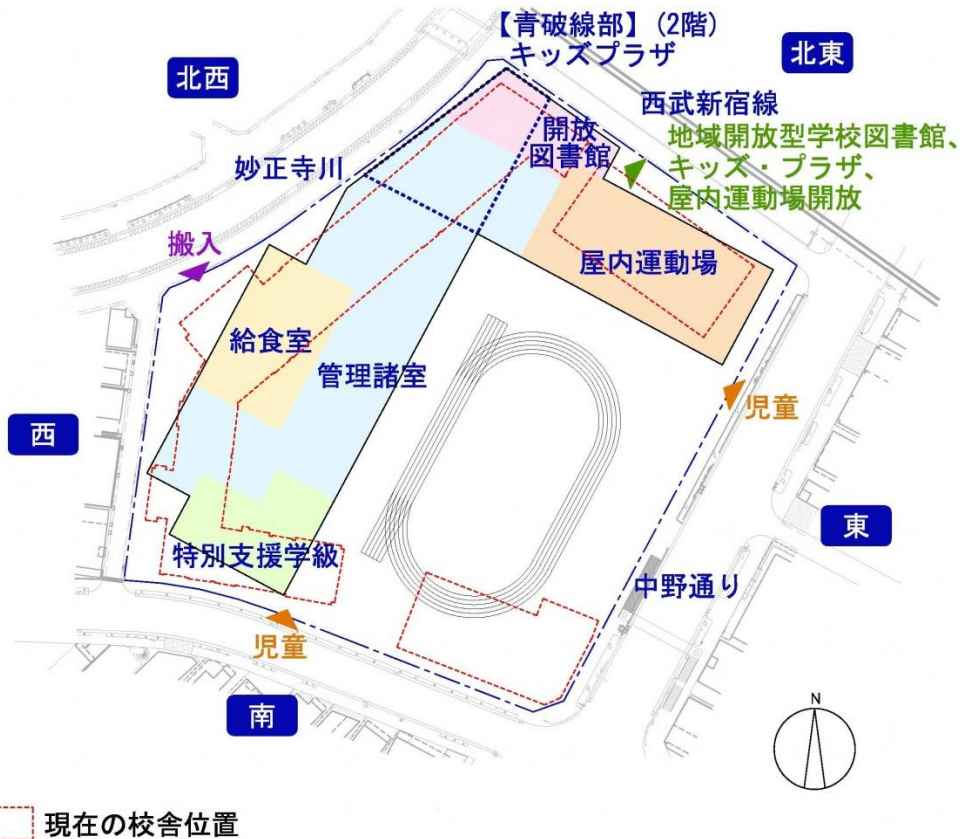 【青破線部】(2階)
キッズプラザ
北西
北東
西武新宿線
地域開放型学校図書館、
キッズ・プラザ、
屋内運動場開放
開放
図書館
妙正寺川
搬入
屋内運動場
給食室
管理諸室
児童
西
東
特別支援学級
中野通り
児童
南
N
現在の校舎位置